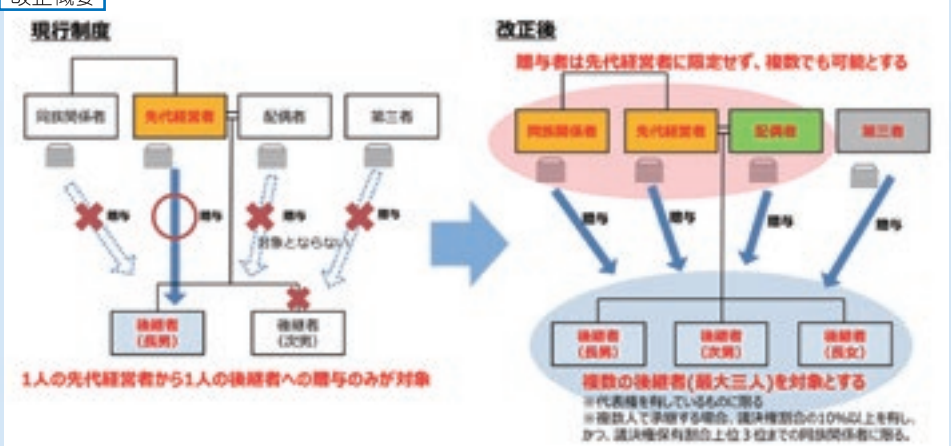 改正概要
現行制度
同族関係者
先代経営者
配偶者
第三者
贈与
贈与
贈与
贈与
対象とならない
後継者
(長男)
後継者
(次男)
1人の先代経営者から1人の後継者への贈与のみが対象
改正後
贈与者は先代経営者に限定せず、複数でも可能とする
同族関係者
先代経営者
配偶者
第三者
贈与
贈与
贈与
贈与
後継者
(長男)
後継者
(次男)
後継者
(長女)
複数の後継者(最大三人)を対象とする
※代表権を有しているものに限る
※複数人で承継する場合、議決権割合の10%以上を有し、
かつ、議決権保有割合上位3位までの同族関係者に限る。